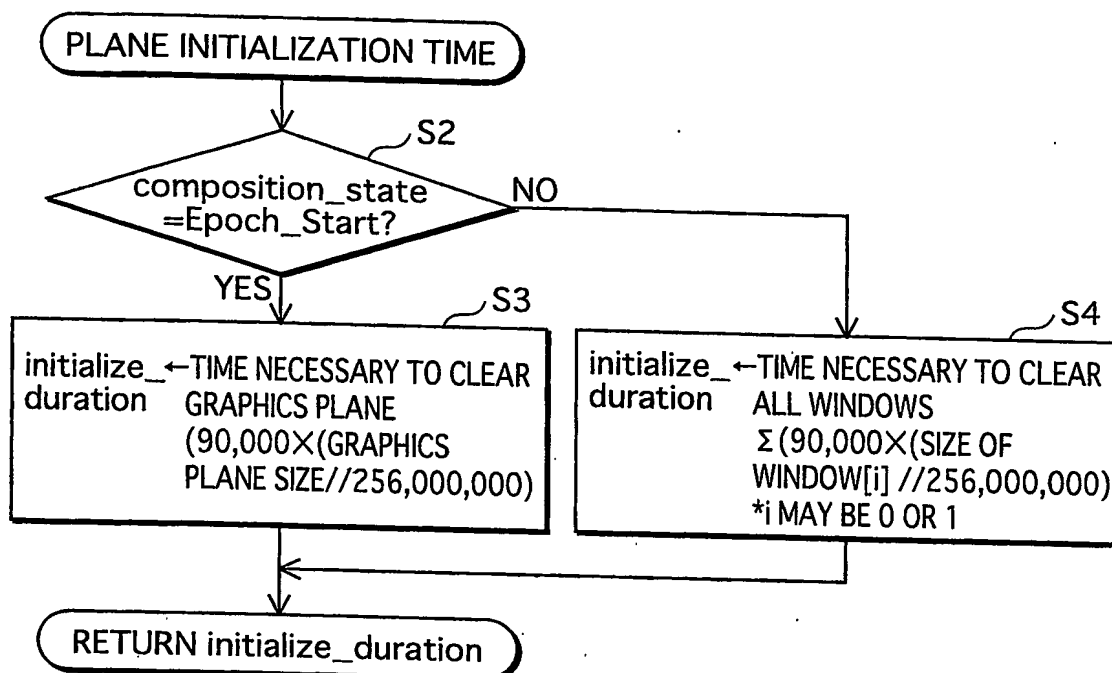 PLANE INITIALIZATION TIME
S2
composition_state
=Epoch_Start?
NO
YES
S3
initialize_←TIME NECESSARY TO CLEAR
duration GRAPHICS PLANE
(90,000×(GRAPHICS
PLANE SIZE//256,000,000)
S4
initialize_←TIME NECESSARY TO CLEAR
duration ALL WINDOWS
Σ(90,000×(SIZE OF
WINDOW[i] //256,000,000)
*i MAY BE 0 OR 1
RETURN initialize_duration